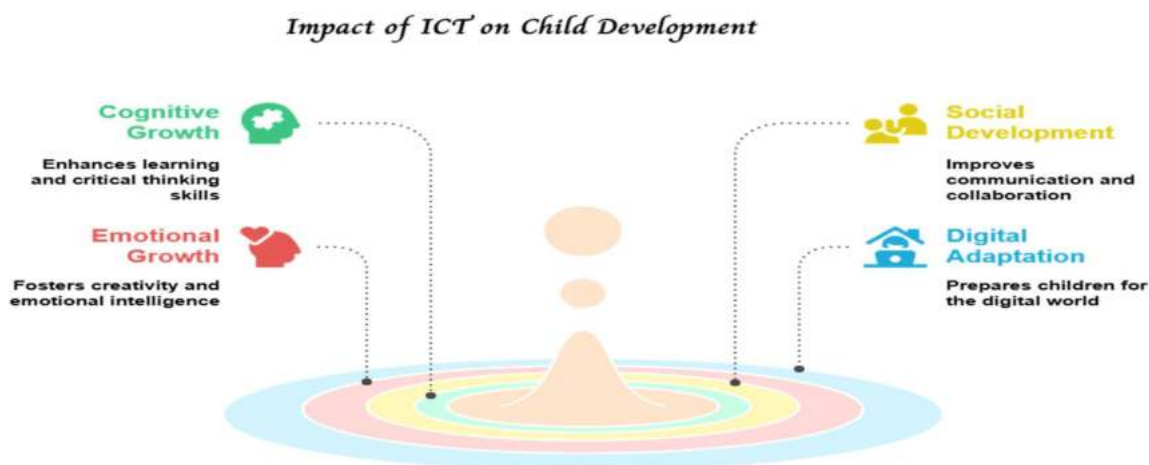 Impact of ICT on Child Development
Cognitive
Growth
Enhances learning
and critical thinking
skills
Emotional
Growth
Fosters creativity and
emotional intelligence
Social
Development
Improves
communication and
collaboration
Digital
Adaptation
Prepares children for
the digital world